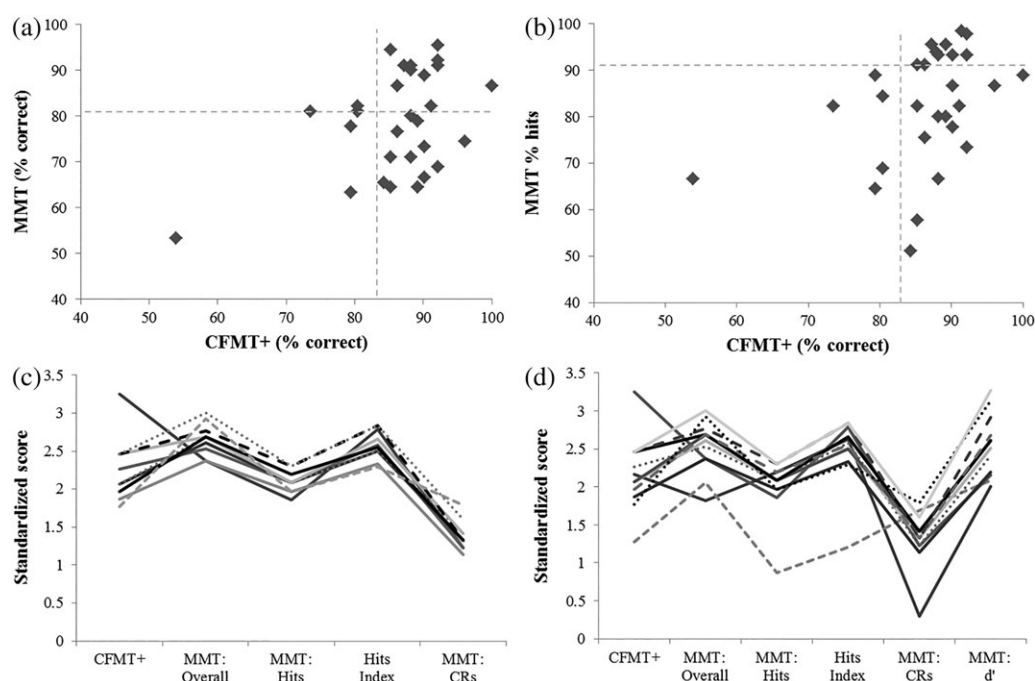 (a)
100
90
80
70
60
50
40
MMT (% correct)
40 50 60 70 80 90 100
CFMT+ (% correct)
(b)
100
90
80
70
60
50
40
MMT % hits
40 50 60 70 80 90 100
CFMT+ (% correct)
(c)
3.5
3
2.5
2
1.5
1
0.5
0
Standardized score
CFMT+ MMT: MMT: Hits MMT:
Overall Hits Index CRs
(d)
3.5
3
2.5
2
1.5
1
0.5
0
Standardized score
CFMT+ MMT: MMT: Hits MMT: MMT:
Overall Hits Index CRs d'